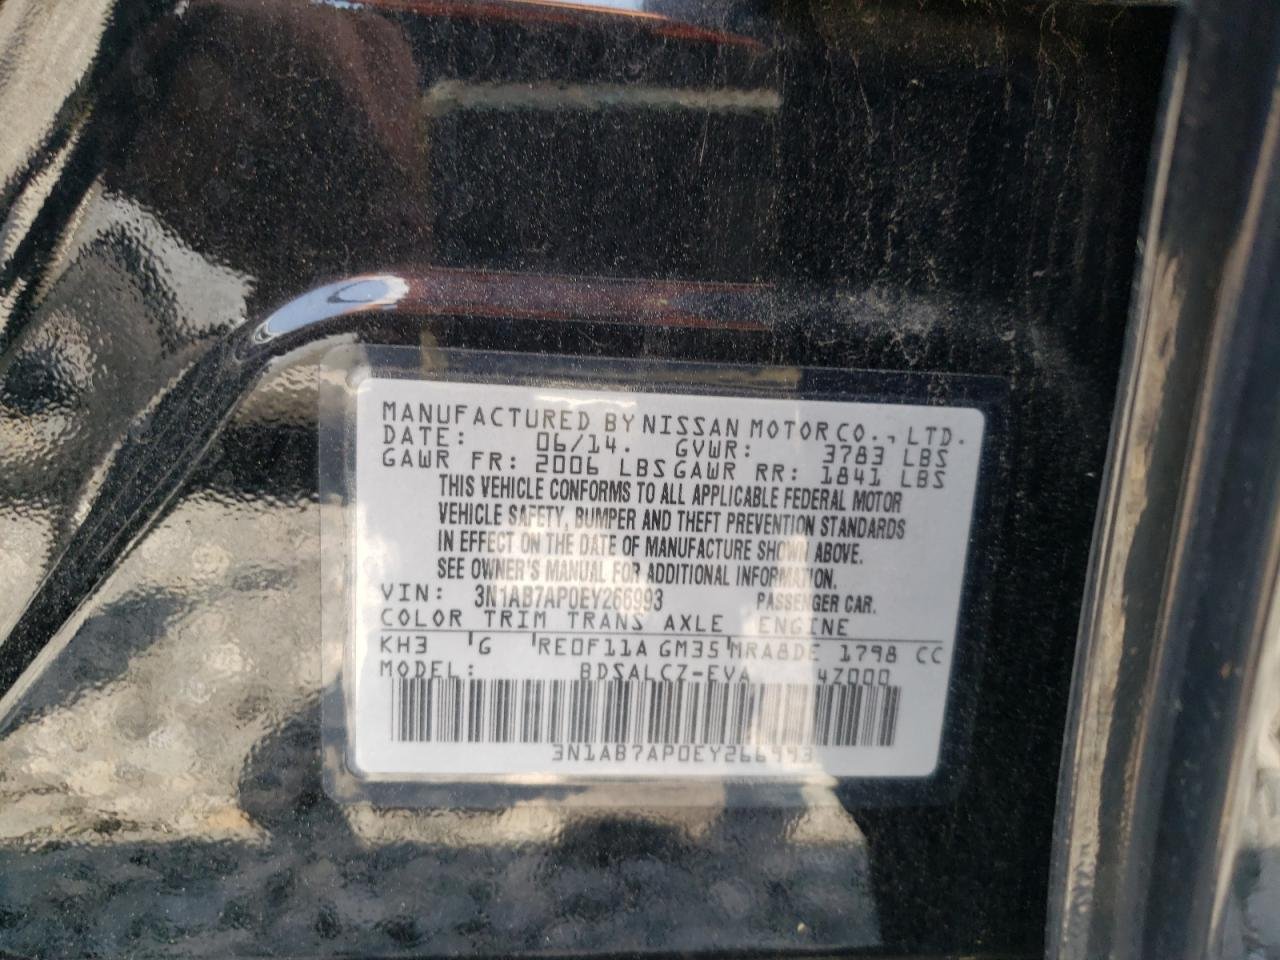 MANUFACTURED BY NISSAN MOTOR CO., LTD.
DATE: 06/14. GVWR: 3783 LBS
GAWR FR: 2006 LBS GAWR RR: 1841 LBS
THIS VEHICLE CONFORMS TO ALL APPLICABLE FEDERAL MOTOR
VEHICLE SAFETY, BUMPER AND THEFT PREVENTION STANDARDS
IN EFFECT ON THE DATE OF MANUFACTURE SHOWN ABOVE.
SEE OWNER'S MANUAL FOR ADDITIONAL INFORMATION.
VIN: 3N1AB7AP0EY266993 PASSENGER CAR.
COLOR TRIM TRANS AXLE ENGINE
KH3 G RE0F11A GM35 MRA8DE 1798 CC
MODEL: BDSALCZ-EVA 47000
3N1AB7AP0EY266993